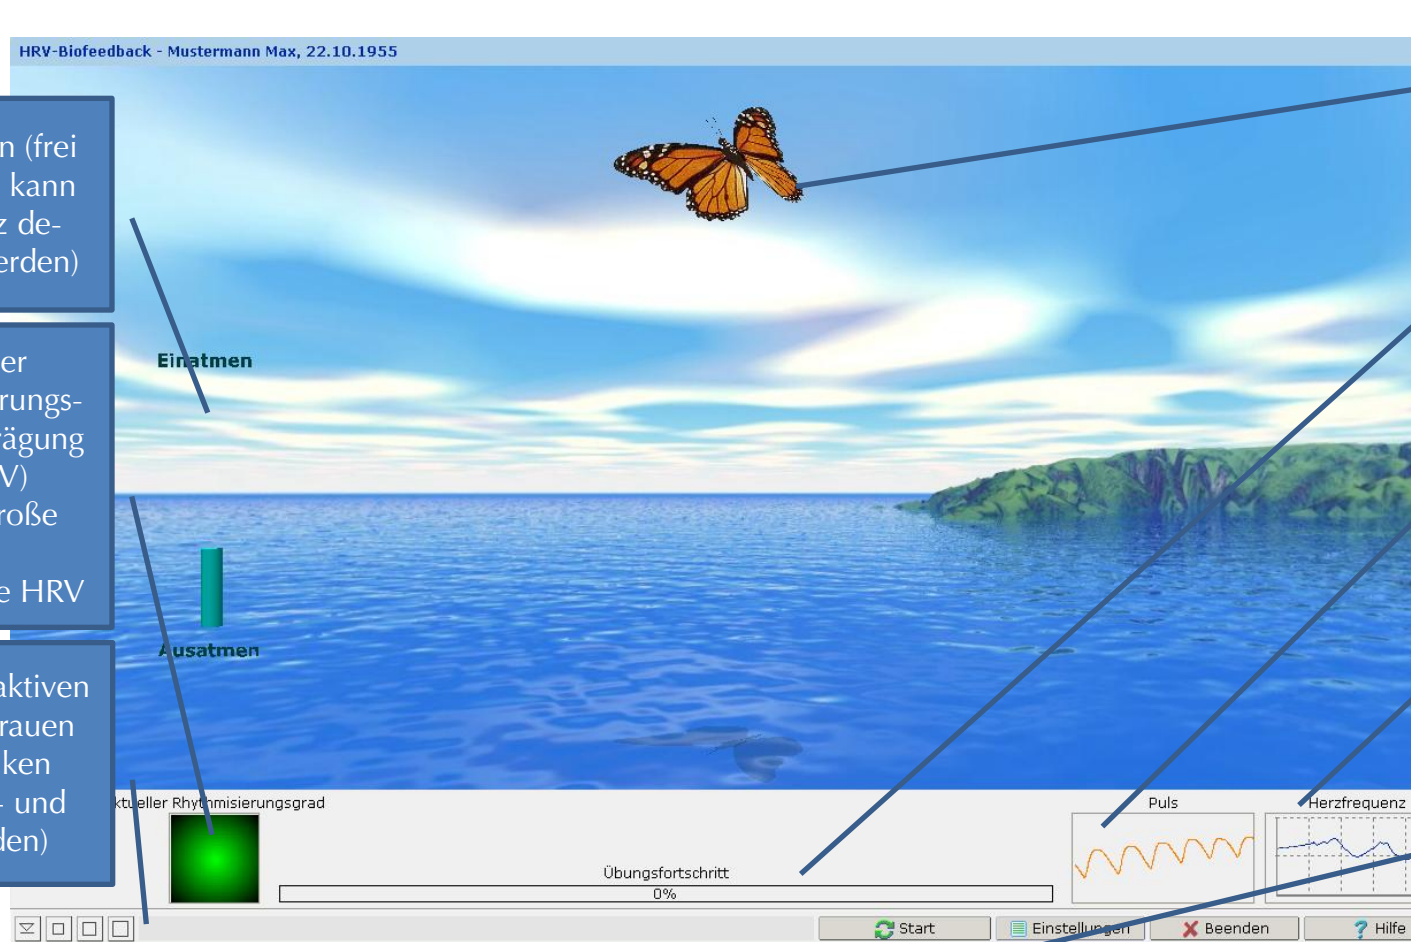 HRV-Biofeedback - Mustermann Max, 22.10.1955
n (frei
kann
z de-
erden)
er
rungs-
rägung
V)
roße
e HRV
aktiven
rauen
ken
- und
den)
Einatmen
Ausatmen
ktueller Rhythmisierungsgrad
Übungsfortschritt
0%
Puls
Herzfrequenz
Start
Einstellungen
Beenden
Hilfe